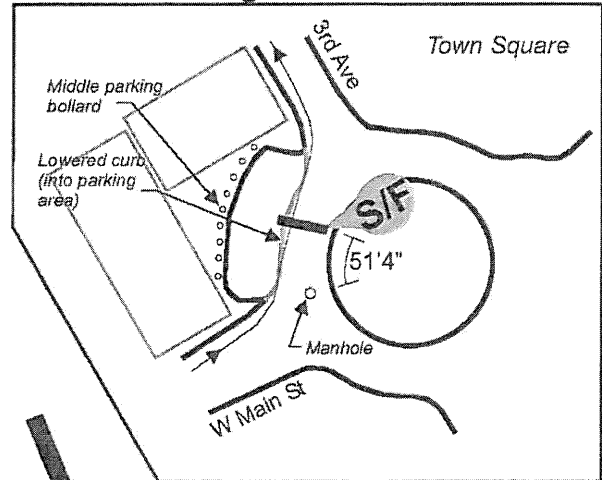 3rd Ave
Town Square
Middle parking
bollard
Lowered curb
(into parking
area)
S/F
51'4"
Manhole
W Main St